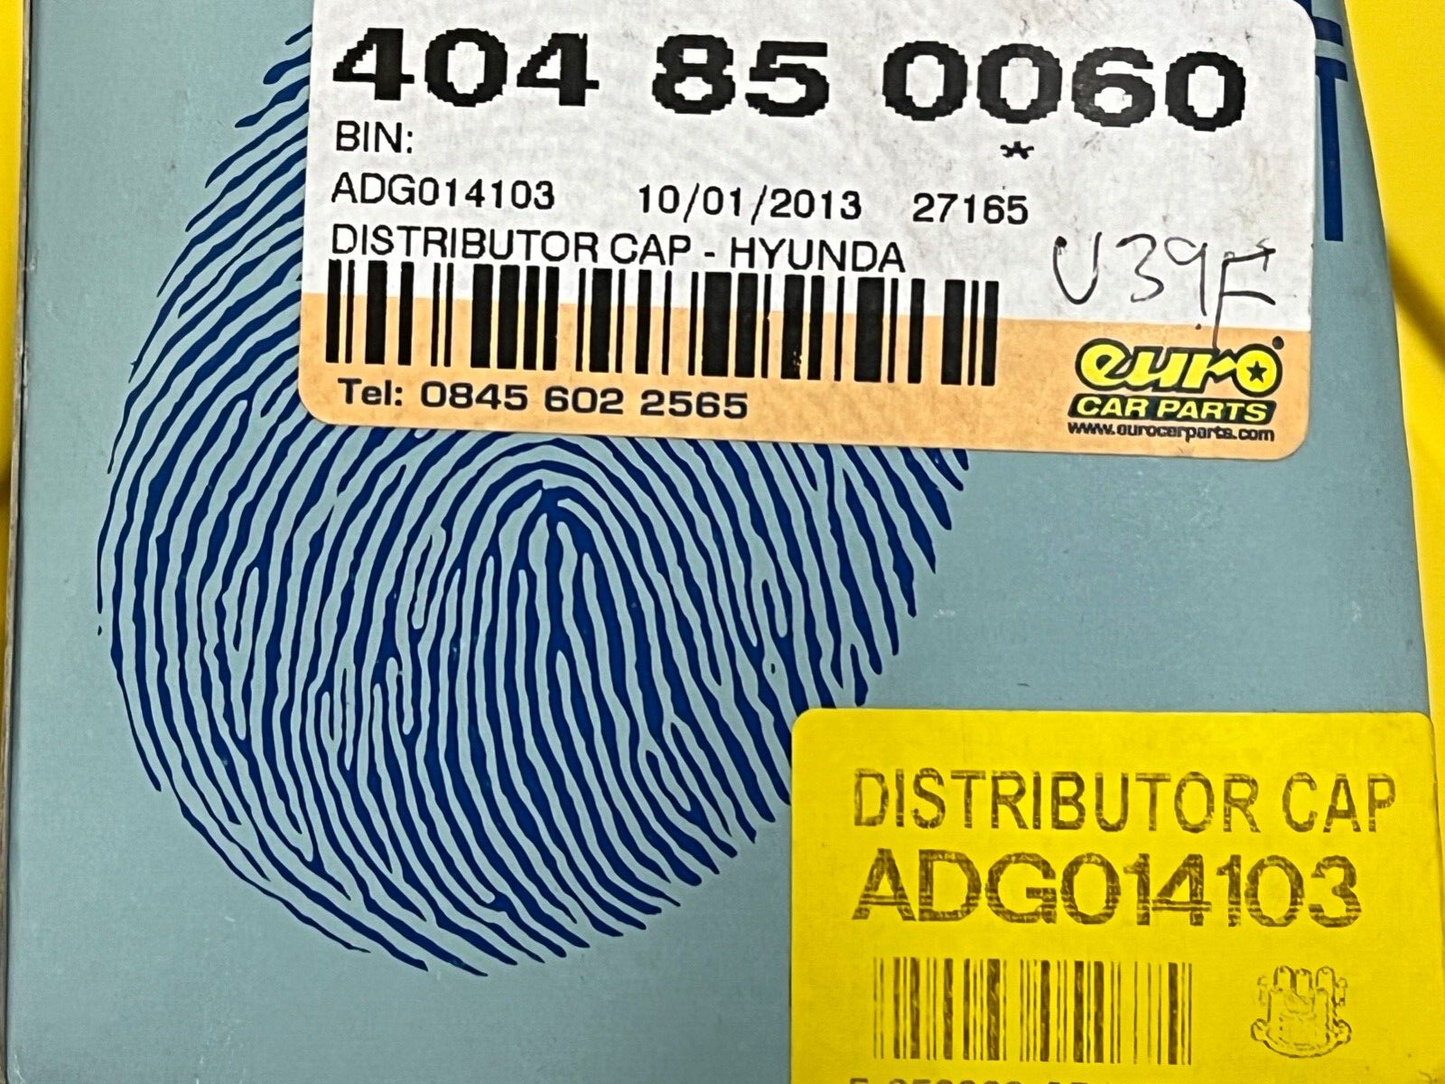 404 85 0060
BIN: *
ADG014103 10/01/2013 27165
DISTRIBUTOR CAP - HYUNDA
U39F
Tel: 0845 602 2565
euro
CAR PARTS
www.eurocarparts.com
T
DISTRIBUTOR CAP
ADG014103